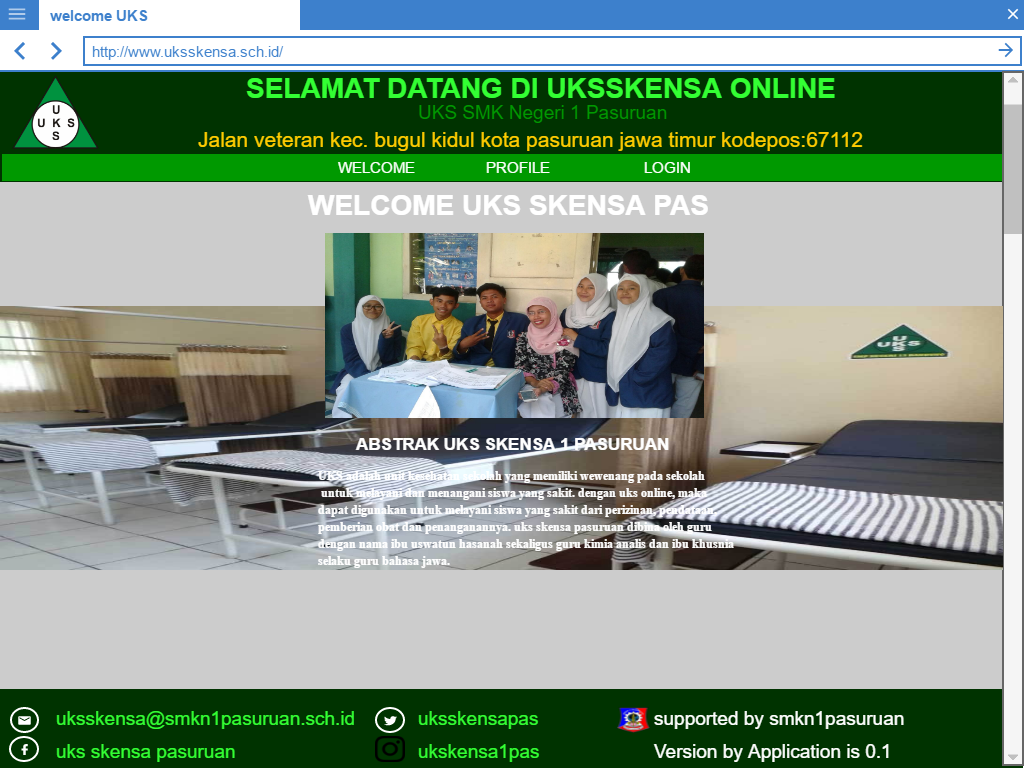 welcome UKS
http://www.uksskensa.sch.id/
SELAMAT DATANG DI UKSSKENSA ONLINE
UKS SMK Negeri 1 Pasuruan
Jalan veteran kec. bugul kidul kota pasuruan jawa timur kodepos:67112
U
U K S
S
WELCOME PROFILE LOGIN
WELCOME UKS SKENSA PAS
U
UKS
S
ABSTRAK UKS SKENSA 1 PASURUAN
UKS adalah unit kesehatan sekolah yang memiliki wewenang pada sekolah
untuk melayani dan menangani siswa yang sakit. dengan uks online, maka
dapat digunakan untuk melayani siswa yang sakit dari perizinan, pendataan,
pemberian obat dan penanganannya. uks skensa pasuruan dibina oleh guru
dengan nama ibu uswatun hasanah sekaligus guru kimia analis dan ibu khusnia
selaku guru bahasa jawa.
uksskensa@smkn1pasuruan.sch.id uksskensapas supported by smkn1pasuruan
uks skensa pasuruan ukskensa1pas Version by Application is 0.1